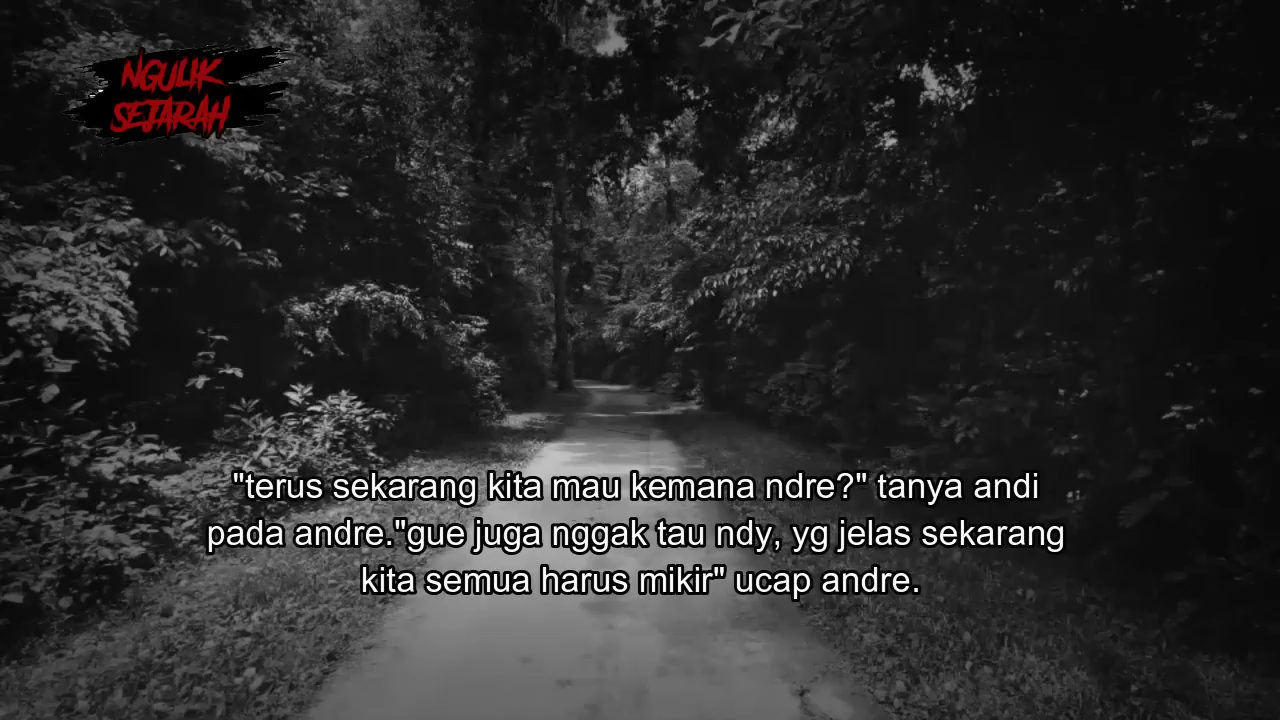 NGULIK
SEJARAH
"terus sekarang kita mau kemana ndre?" tanya andi
pada andre."gue juga nggak tau ndy, yg jelas sekarang
kita semua harus mikir" ucap andre.